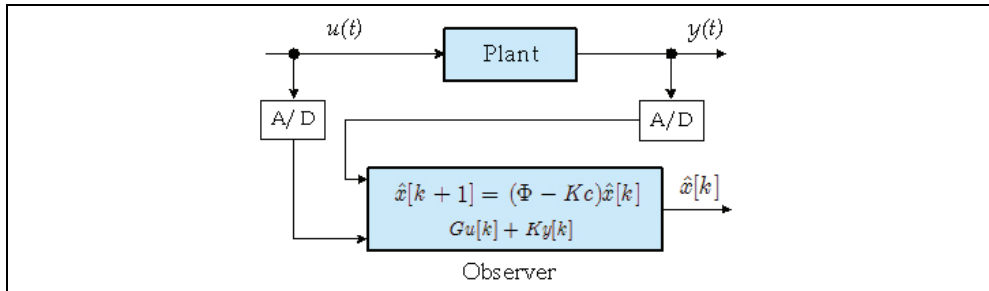 u(t)
y(t)
Plant
A/D
A/D
x̂[k + 1] = (Φ − Kc)x̂[k]
Gu[k] + Ky[k]
x̂[k]
Observer